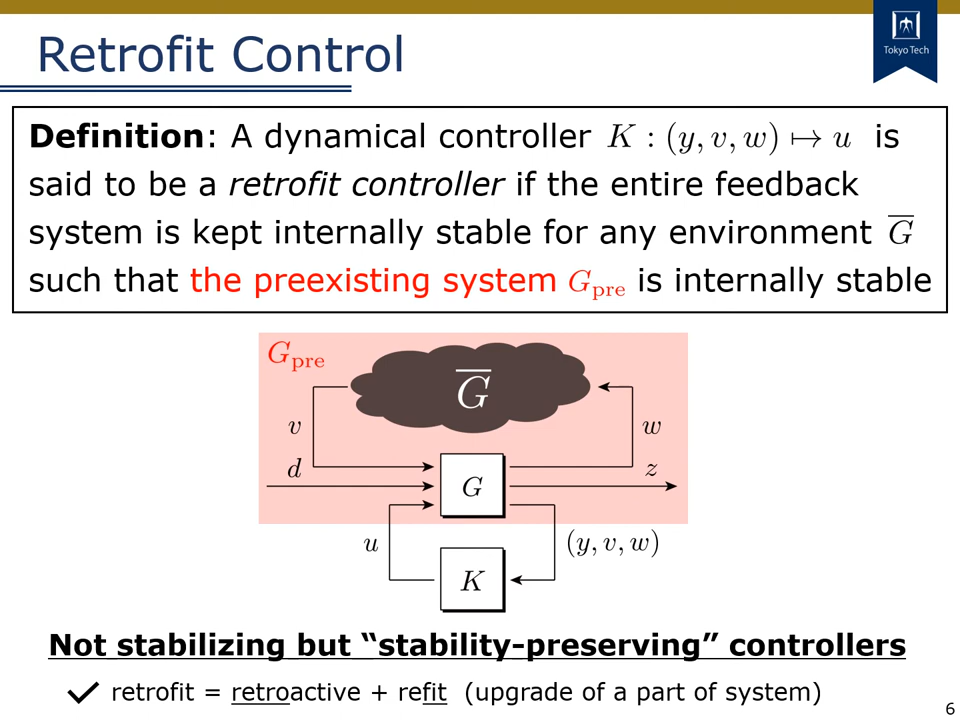 Retrofit Control
Tokyo Tech
Definition: A dynamical controller K : (y, v, w) ↦ u is
said to be a retrofit controller if the entire feedback
system is kept internally stable for any environment G̅
such that the preexisting system Gpre is internally stable
Gpre
G̅
v
w
d
z
G
u
(y, v, w)
K
Not stabilizing but “stability-preserving” controllers
✓ retrofit = retroactive + refit (upgrade of a part of system)
6